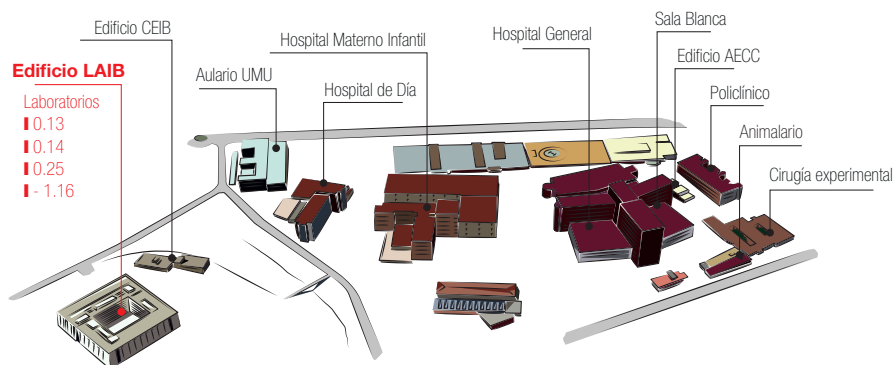 Edificio CEIB
Edificio LAIB
Laboratorios
0.13
0.14
0.25
- 1.16
Aulario UMU
Hospital de Día
Hospital Materno Infantil
Hospital General
Sala Blanca
Edificio AECC
Policlínico
Animalario
Cirugía experimental